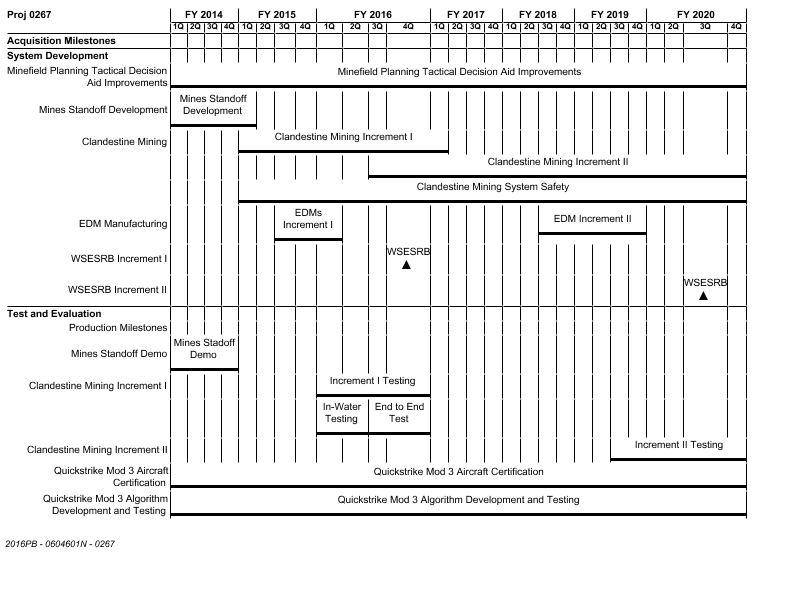 Proj 0267 FY 2014 FY 2015 FY 2016 FY 2017 FY 2018 FY 2019 FY 2020
1Q 2Q 3Q 4Q 1Q 2Q 3Q 4Q 1Q 2Q 3Q 4Q 1Q 2Q 3Q 4Q 1Q 2Q 3Q 4Q 1Q 2Q 3Q 4Q 1Q 2Q 3Q 4Q
Acquisition Milestones
System Development
Minefield Planning Tactical Decision
Aid Improvements
Minefield Planning Tactical Decision Aid Improvements
Mines Standoff Development
Mines Standoff
Development
Clandestine Mining
Clandestine Mining Increment I
Clandestine Mining Increment II
Clandestine Mining System Safety
EDM Manufacturing
EDMs
Increment I
EDM Increment II
WSESRB Increment I
WSESRB
WSESRB Increment II
WSESRB
Test and Evaluation
Production Milestones
Mines Standoff Demo
Mines Stadoff
Demo
Clandestine Mining Increment I
Increment I Testing
In-Water
Testing
End to End
Test
Clandestine Mining Increment II
Increment II Testing
Quickstrike Mod 3 Aircraft
Certification
Quickstrike Mod 3 Aircraft Certification
Quickstrike Mod 3 Algorithm
Development and Testing
Quickstrike Mod 3 Algorithm Development and Testing
2016PB - 0604601N - 0267